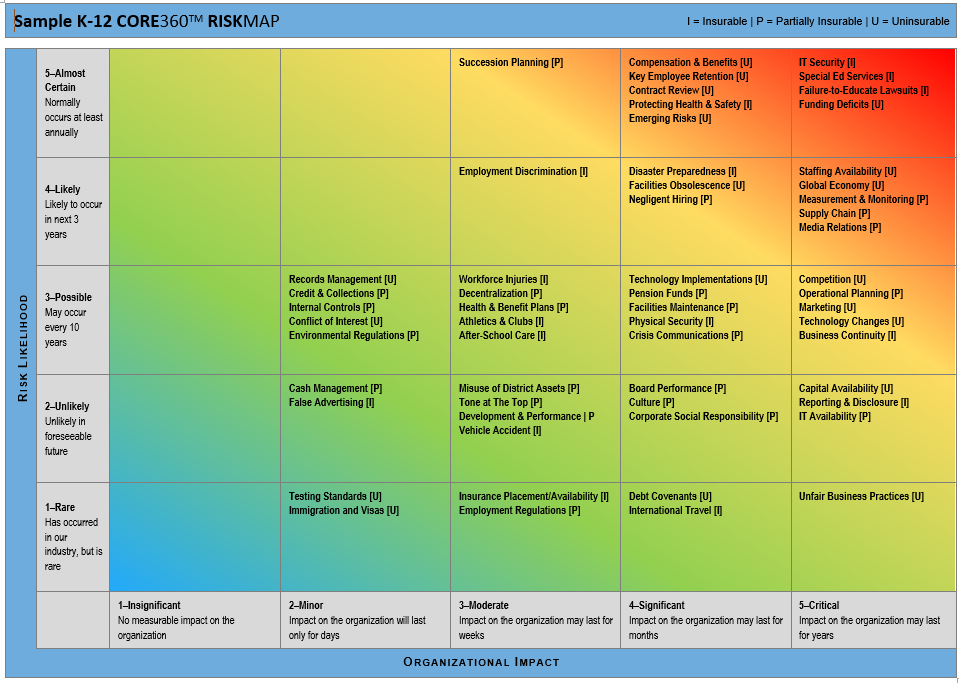 Sample K-12 CORE360™ RISKMAP
I = Insurable | P = Partially Insurable | U = Uninsurable
RISK LIKELIHOOD
5–Almost
Certain
Normally
occurs at least
annually
Succession Planning [P]
Compensation & Benefits [U]
Key Employee Retention [U]
Contract Review [U]
Protecting Health & Safety [I]
Emerging Risks [U]
IT Security [I]
Special Ed Services [I]
Failure-to-Educate Lawsuits [I]
Funding Deficits [U]
4–Likely
Likely to occur
in next 3
years
Employment Discrimination [I]
Disaster Preparedness [I]
Facilities Obsolescence [U]
Negligent Hiring [P]
Staffing Availability [U]
Global Economy [U]
Measurement & Monitoring [P]
Supply Chain [P]
Media Relations [P]
3–Possible
May occur
every 10
years
Records Management [U]
Credit & Collections [P]
Internal Controls [P]
Conflict of Interest [U]
Environmental Regulations [P]
Workforce Injuries [I]
Decentralization [P]
Health & Benefit Plans [P]
Athletics & Clubs [I]
After-School Care [I]
Technology Implementations [U]
Pension Funds [P]
Facilities Maintenance [P]
Physical Security [I]
Crisis Communications [P]
Competition [U]
Operational Planning [P]
Marketing [U]
Technology Changes [U]
Business Continuity [I]
2–Unlikely
Unlikely in
foreseeable
future
Cash Management [P]
False Advertising [I]
Misuse of District Assets [P]
Tone at The Top [P]
Development & Performance | P
Vehicle Accident [I]
Board Performance [P]
Culture [P]
Corporate Social Responsibility [P]
Capital Availability [U]
Reporting & Disclosure [I]
IT Availability [P]
1–Rare
Has occurred
in our
industry, but is
rare
Testing Standards [U]
Immigration and Visas [U]
Insurance Placement/Availability [I]
Employment Regulations [P]
Debt Covenants [U]
International Travel [I]
Unfair Business Practices [U]
1–Insignificant
No measurable impact on the
organization
2–Minor
Impact on the organization will last
only for days
3–Moderate
Impact on the organization may last for
weeks
4–Significant
Impact on the organization may last for
months
5–Critical
Impact on the organization may last
for years
ORGANIZATIONAL IMPACT